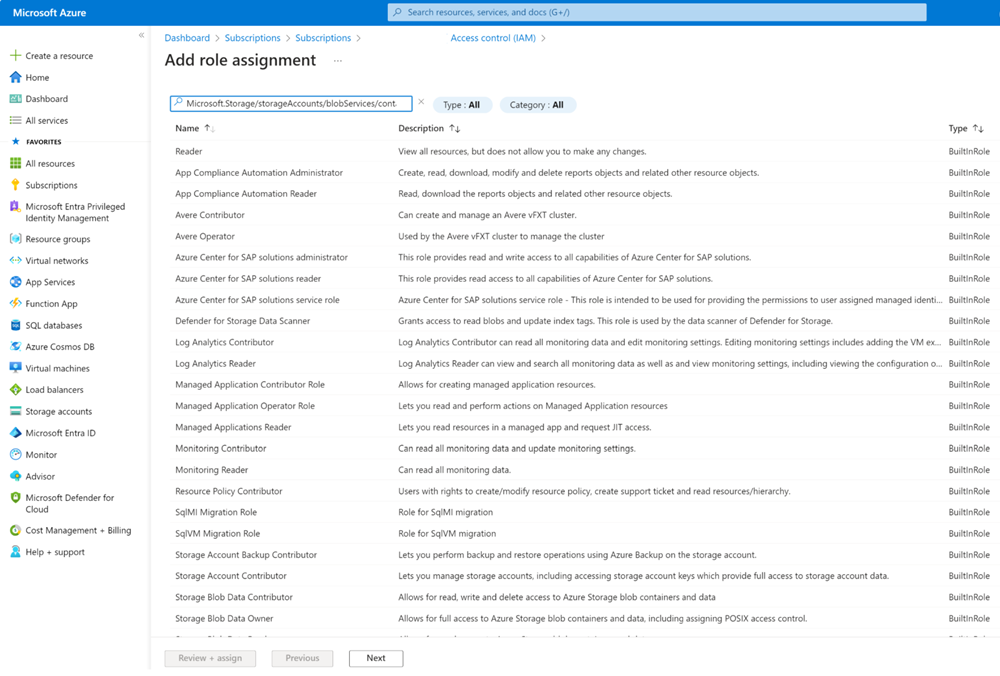 Microsoft Azure
Search resources, services, and docs (G+/)
«
Create a resource
Home
Dashboard
All services
FAVORITES
All resources
Subscriptions
Microsoft Entra Privileged
Identity Management
Resource groups
Virtual networks
App Services
Function App
SQL databases
Azure Cosmos DB
Virtual machines
Load balancers
Storage accounts
Microsoft Entra ID
Monitor
Advisor
Microsoft Defender for
Cloud
Cost Management + Billing
Help + support
Dashboard > Subscriptions > Subscriptions > Access control (IAM) >
Add role assignment ...
Microsoft.Storage/storageAccounts/blobServices/cont × Type : All Category : All
Name ↑↓ Description ↑↓ Type ↑↓
Reader View all resources, but does not allow you to make any changes. BuiltInRole
App Compliance Automation Administrator Create, read, download, modify and delete reports objects and related other resource objects. BuiltInRole
App Compliance Automation Reader Read, download the reports objects and related other resource objects. BuiltInRole
Avere Contributor Can create and manage an Avere vFXT cluster. BuiltInRole
Avere Operator Used by the Avere vFXT cluster to manage the cluster BuiltInRole
Azure Center for SAP solutions administrator This role provides read and write access to all capabilities of Azure Center for SAP solutions. BuiltInRole
Azure Center for SAP solutions reader This role provides read access to all capabilities of Azure Center for SAP solutions. BuiltInRole
Azure Center for SAP solutions service role Azure Center for SAP solutions service role - This role is intended to be used for providing the permissions to user assigned managed identi... BuiltInRole
Defender for Storage Data Scanner Grants access to read blobs and update index tags. This role is used by the data scanner of Defender for Storage. BuiltInRole
Log Analytics Contributor Log Analytics Contributor can read all monitoring data and edit monitoring settings. Editing monitoring settings includes adding the VM ex... BuiltInRole
Log Analytics Reader Log Analytics Reader can view and search all monitoring data as well as and view monitoring settings, including viewing the configuration o... BuiltInRole
Managed Application Contributor Role Allows for creating managed application resources. BuiltInRole
Managed Application Operator Role Lets you read and perform actions on Managed Application resources BuiltInRole
Managed Applications Reader Lets you read resources in a managed app and request JIT access. BuiltInRole
Monitoring Contributor Can read all monitoring data and update monitoring settings. BuiltInRole
Monitoring Reader Can read all monitoring data. BuiltInRole
Resource Policy Contributor Users with rights to create/modify resource policy, create support ticket and read resources/hierarchy. BuiltInRole
SqlMI Migration Role Role for SqlMI migration BuiltInRole
SqlVM Migration Role Role for SqlVM migration BuiltInRole
Storage Account Backup Contributor Lets you perform backup and restore operations using Azure Backup on the storage account. BuiltInRole
Storage Account Contributor Lets you manage storage accounts, including accessing storage account keys which provide full access to storage account data. BuiltInRole
Storage Blob Data Contributor Allows for read, write and delete access to Azure Storage blob containers and data BuiltInRole
Storage Blob Data Owner Allows for full access to Azure Storage blob containers and data, including assigning POSIX access control. BuiltInRole
Review + assign Previous Next